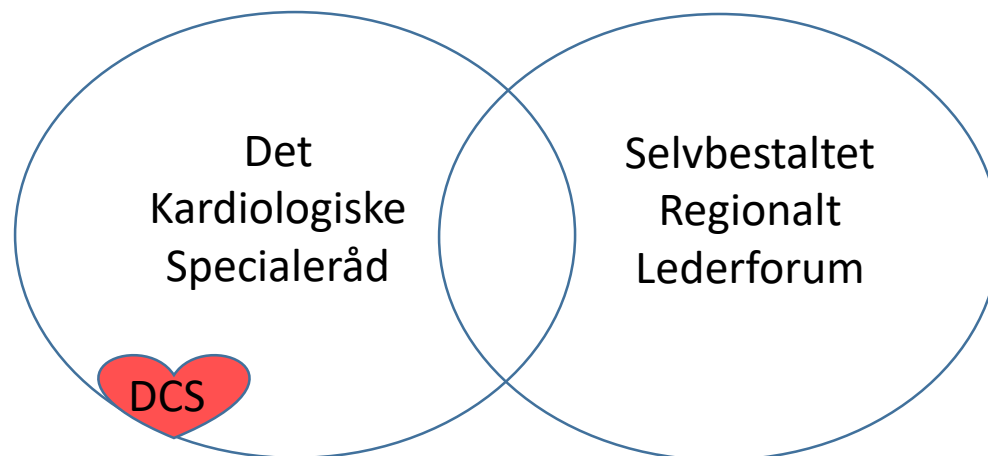 Det
Kardiologiske
Specialeråd
Selvbestaltet
Regionalt
Lederforum
DCS